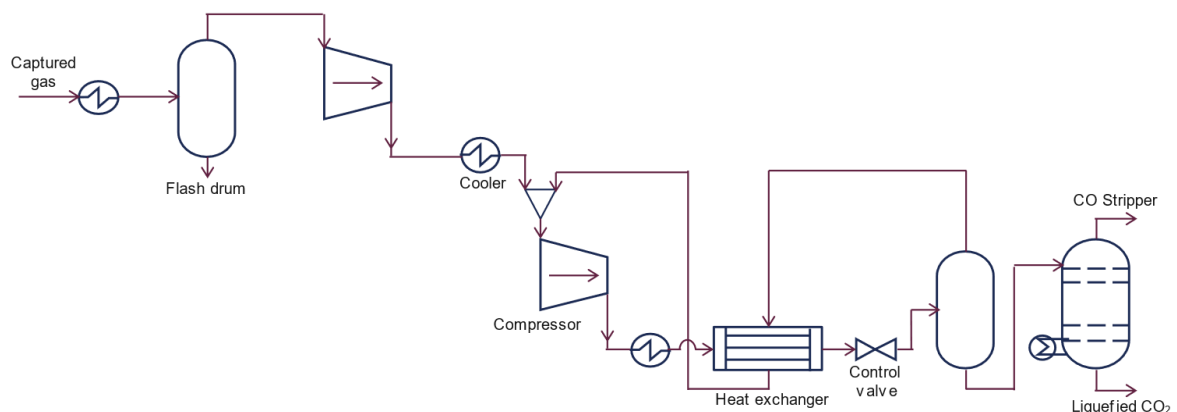 Captured
gas
Flash drum
Cooler
Compressor
Heat exchanger
Control
valve
CO Stripper
Liquefied CO₂